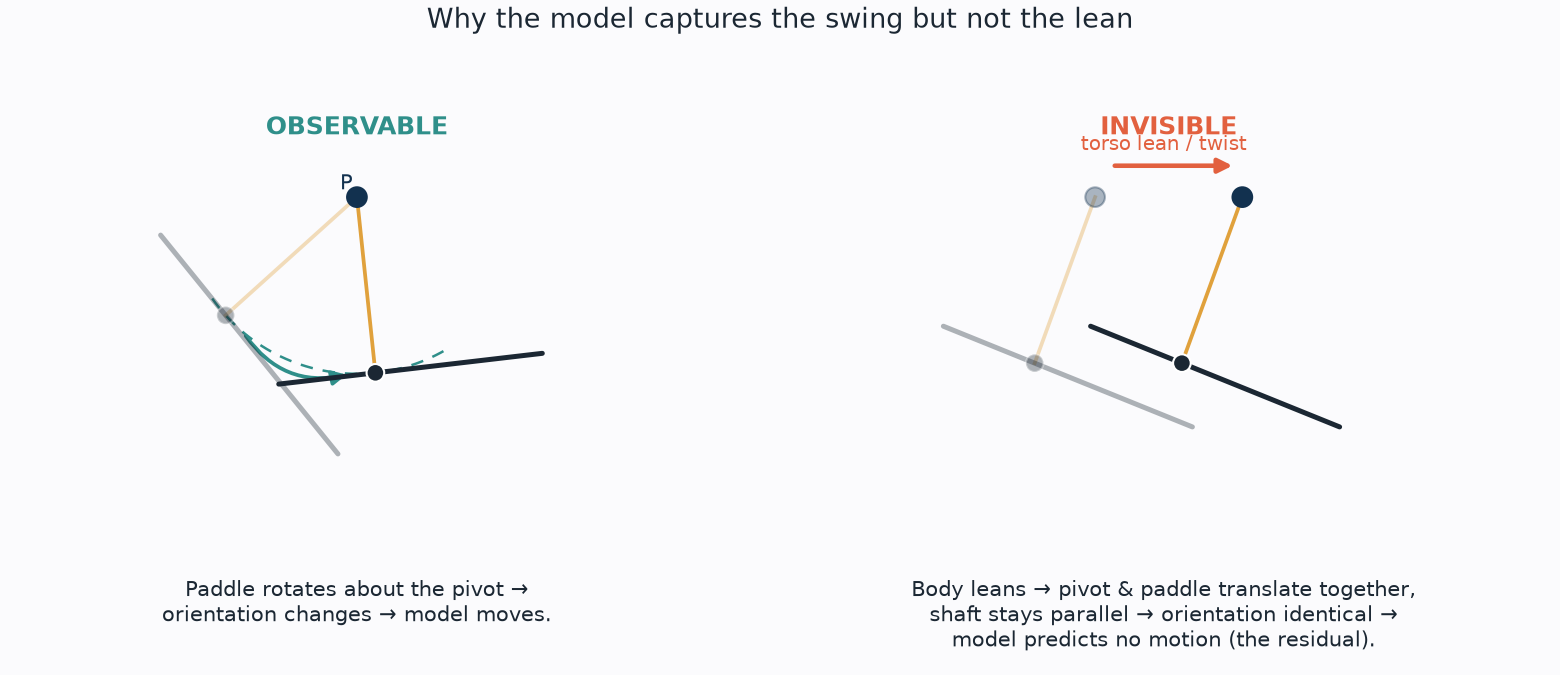 Why the model captures the swing but not the lean
OBSERVABLE
P
Paddle rotates about the pivot →
orientation changes → model moves.
INVISIBLE
torso lean / twist
Body leans → pivot & paddle translate together,
shaft stays parallel → orientation identical →
model predicts no motion (the residual).